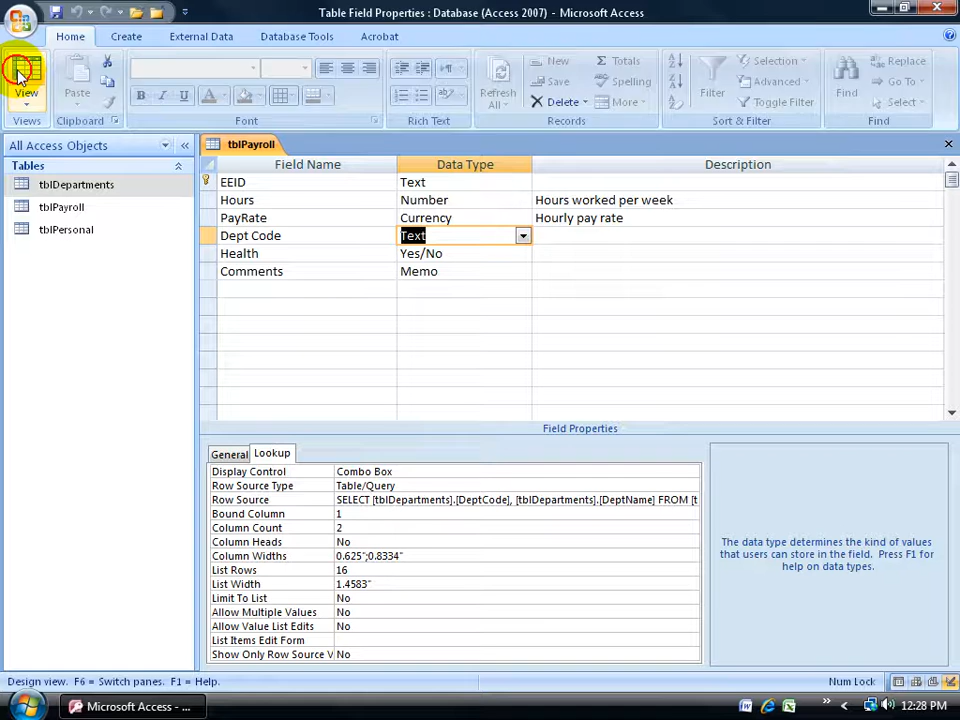 Table Field Properties : Database (Access 2007) - Microsoft Access
Home Create External Data Database Tools Acrobat
View Paste Refresh All New Save Delete Totals Spelling More Filter Selection Advanced Toggle Filter Find Replace Go To Select
Views Clipboard Font Rich Text Records Sort & Filter Find
All Access Objects
Tables
tblDepartments
tblPayroll
tblPersonal
tblPayroll
Field Name Data Type Description
EEID Text
Hours Number Hours worked per week
PayRate Currency Hourly pay rate
Dept Code Text
Health Yes/No
Comments Memo
Field Properties
General Lookup
Display Control Combo Box
Row Source Type Table/Query
Row Source SELECT [tblDepartments].[DeptCode], [tblDepartments].[DeptName] FROM [t
Bound Column 1
Column Count 2
Column Heads No
Column Widths 0.625";0.8334"
List Rows 16
List Width 1.4583"
Limit To List No
Allow Multiple Values No
Allow Value List Edits No
List Items Edit Form
Show Only Row Source V No
The data type determines the kind of values
that users can store in the field. Press F1 for
help on data types.
Design view. F6 = Switch panes. F1 = Help. Num Lock
Microsoft Access - ... 12:28 PM